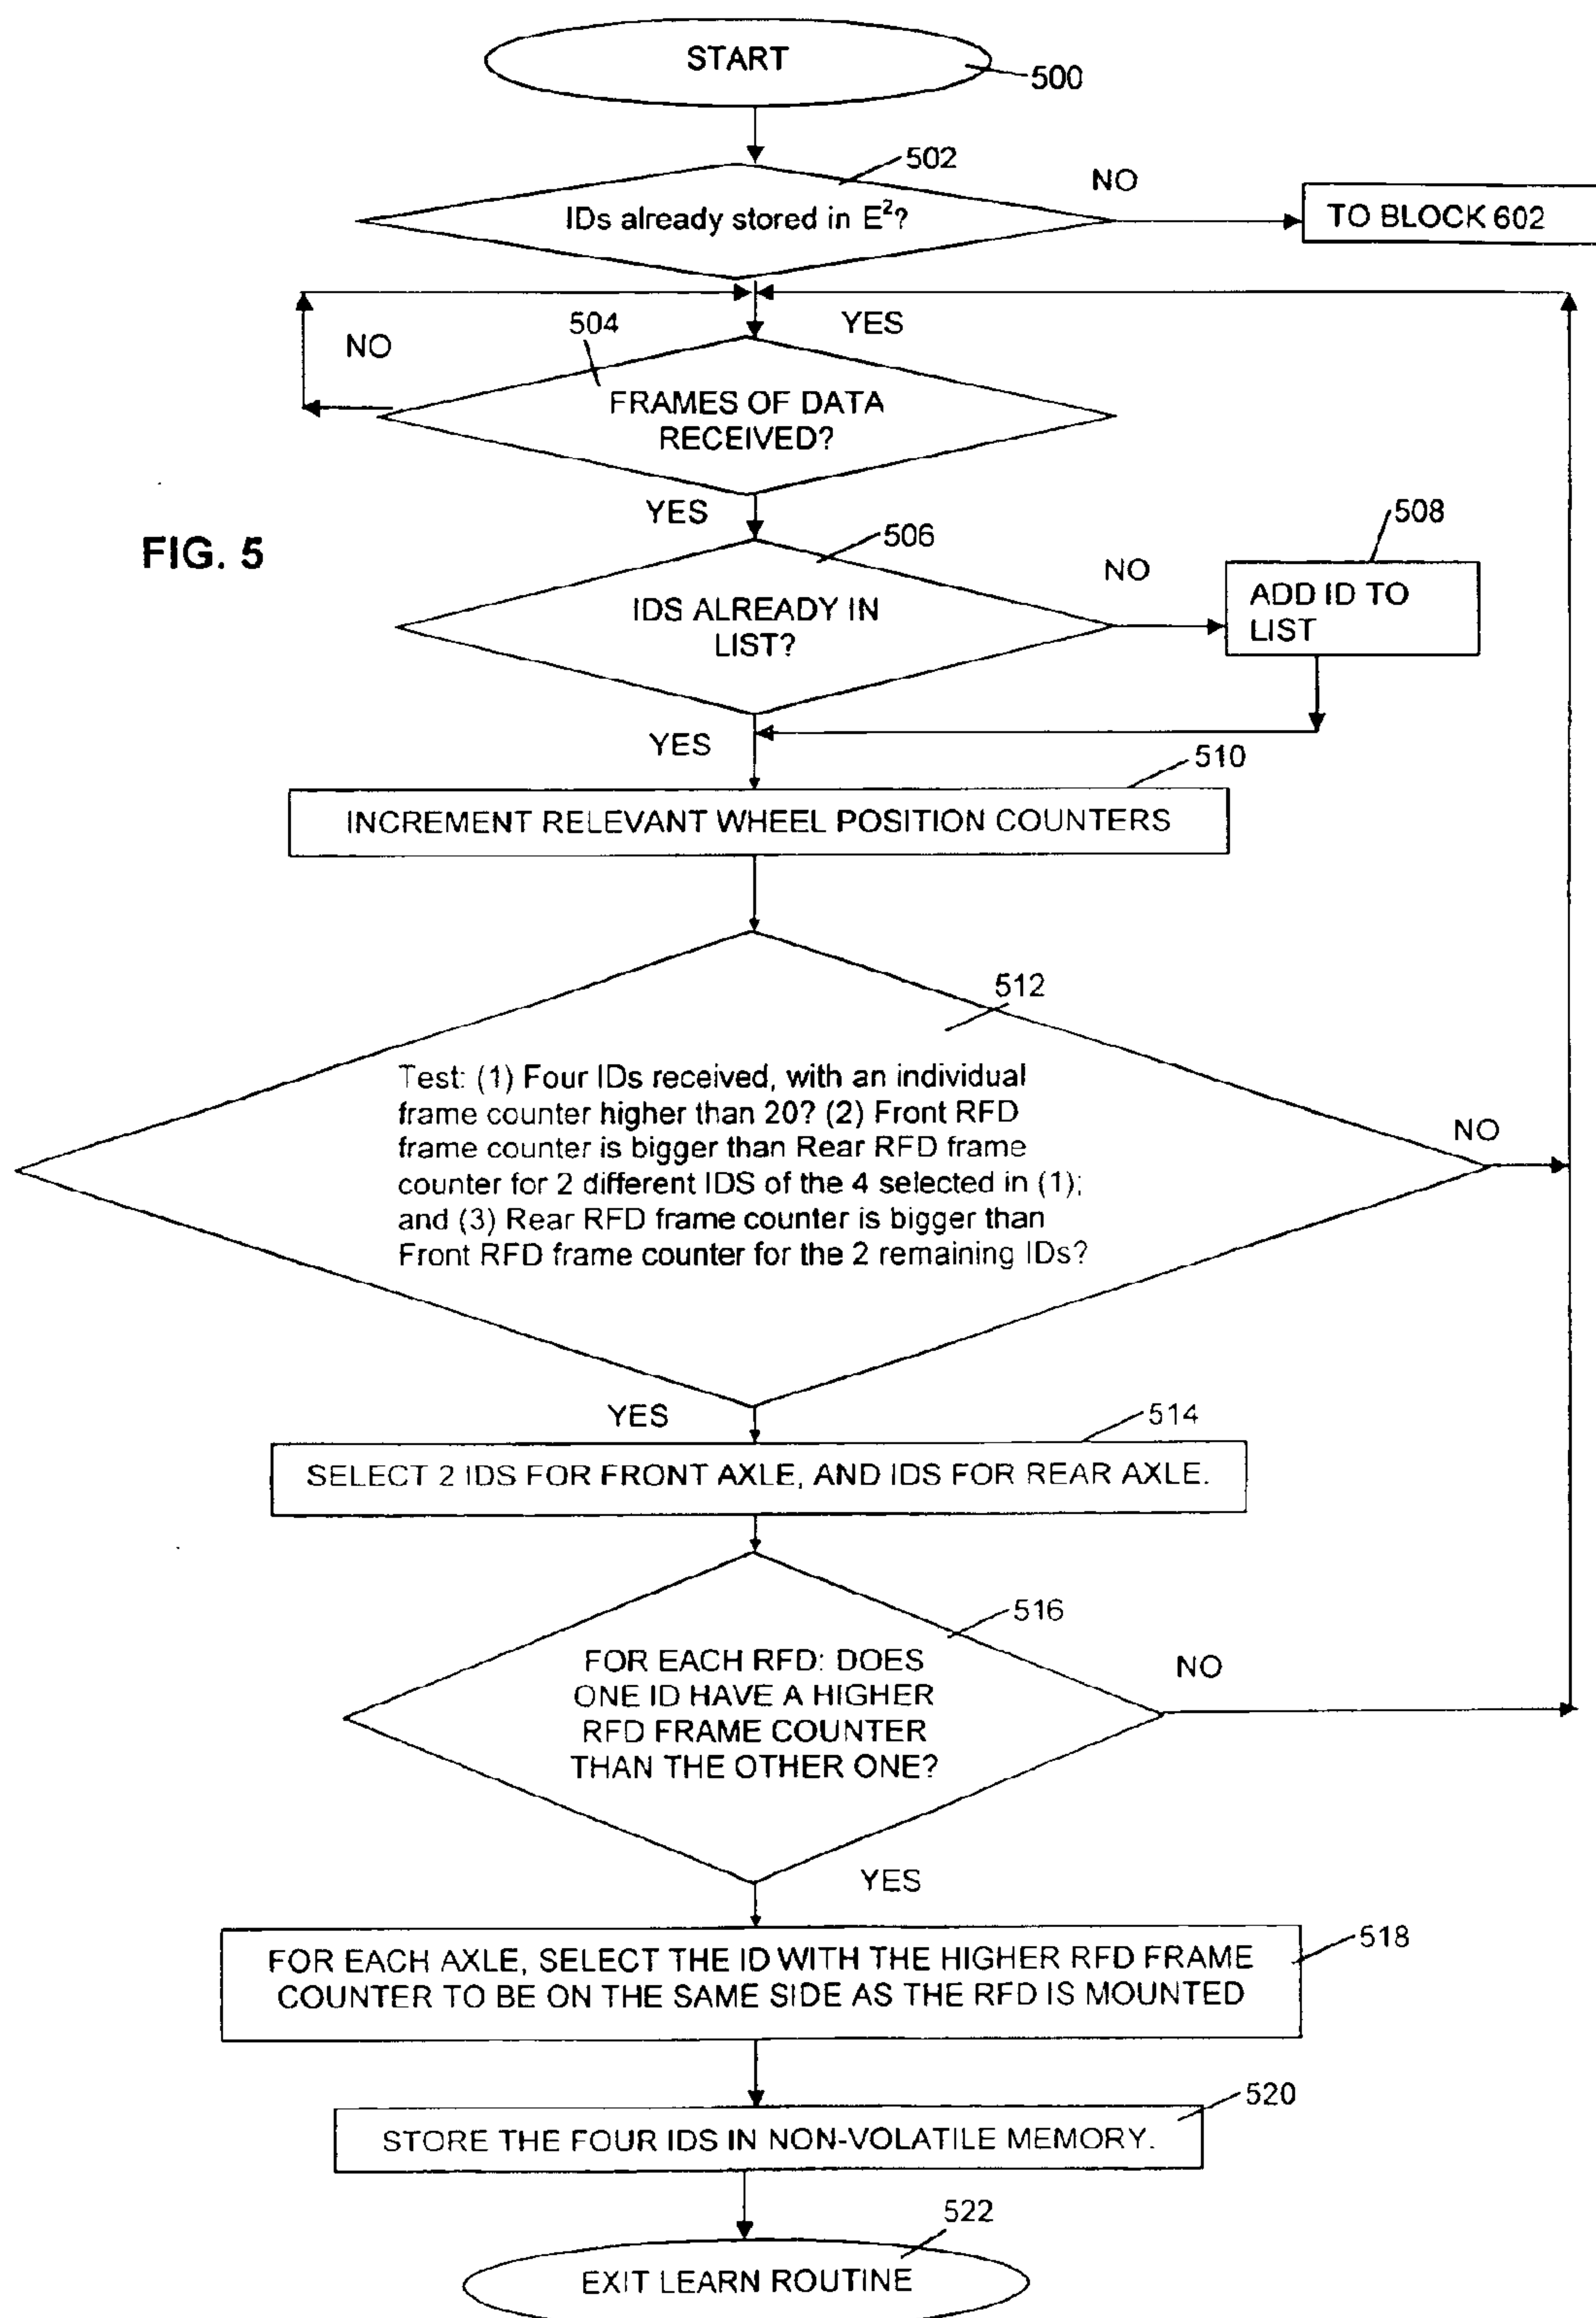 START
500
502
NO
IDs already stored in E²?
TO BLOCK 602
504
YES
NO
FRAMES OF DATA
RECEIVED?
YES
506
508
FIG. 5
NO
IDS ALREADY IN
LIST?
ADD ID TO
LIST
YES
510
INCREMENT RELEVANT WHEEL POSITION COUNTERS
512
Test: (1) Four IDs received, with an individual
frame counter higher than 20? (2) Front RFD
frame counter is bigger than Rear RFD frame
counter for 2 different IDS of the 4 selected in (1);
and (3) Rear RFD frame counter is bigger than
Front RFD frame counter for the 2 remaining IDs?
NO
YES
514
SELECT 2 IDS FOR FRONT AXLE, AND IDS FOR REAR AXLE.
516
FOR EACH RFD: DOES
ONE ID HAVE A HIGHER
RFD FRAME COUNTER
THAN THE OTHER ONE?
NO
YES
518
FOR EACH AXLE, SELECT THE ID WITH THE HIGHER RFD FRAME
COUNTER TO BE ON THE SAME SIDE AS THE RFD IS MOUNTED
520
STORE THE FOUR IDS IN NON-VOLATILE MEMORY.
522
EXIT LEARN ROUTINE